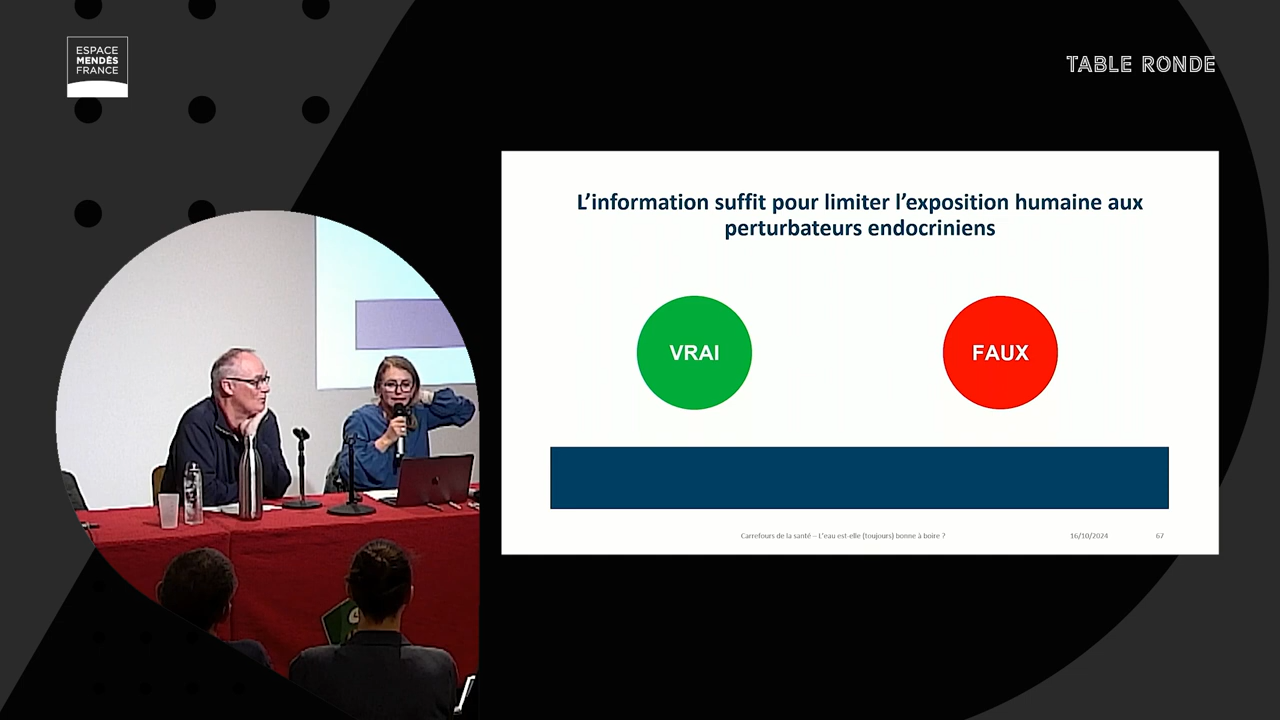 ESPACE
MENDÈS
FRANCE
TABLE RONDE
L’information suffit pour limiter l’exposition humaine aux
perturbateurs endocriniens
VRAI
FAUX
Carrefours de la santé – L’eau est-elle (toujours) bonne à boire ?
16/10/2024
67